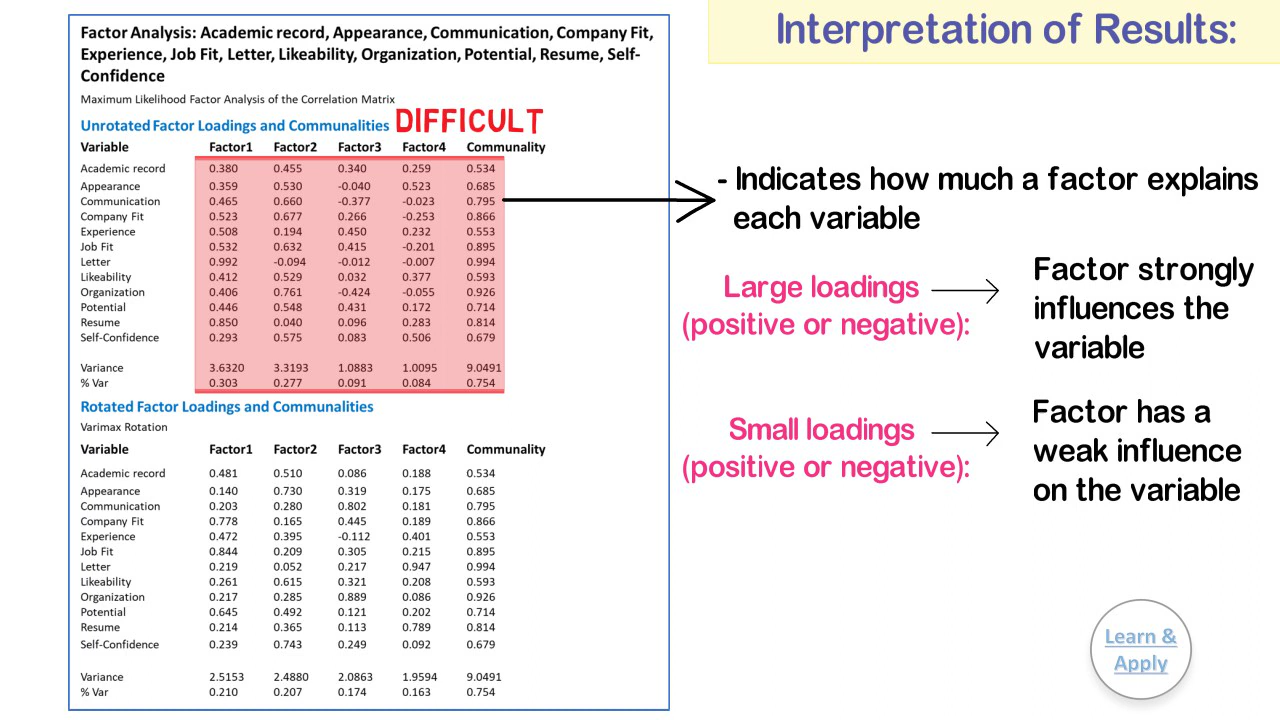 Interpretation of Results:
Factor Analysis: Academic record, Appearance, Communication, Company Fit,
Experience, Job Fit, Letter, Likeability, Organization, Potential, Resume, Self-
Confidence
Maximum Likelihood Factor Analysis of the Correlation Matrix
Unrotated Factor Loadings and Communalities DIFFICULT
Variable Factor1 Factor2 Factor3 Factor4 Communality
Academic record 0.380 0.455 0.340 0.259 0.534
Appearance 0.359 0.530 -0.040 0.523 0.685
Communication 0.465 0.660 -0.377 -0.023 0.795
Company Fit 0.523 0.677 0.266 -0.253 0.866
Experience 0.508 0.194 0.450 0.232 0.553
Job Fit 0.532 0.632 0.415 -0.201 0.895
Letter 0.992 -0.094 -0.012 -0.007 0.994
Likeability 0.412 0.529 0.032 0.377 0.593
Organization 0.406 0.761 -0.424 -0.055 0.926
Potential 0.446 0.548 0.431 0.172 0.714
Resume 0.850 0.040 0.096 0.283 0.814
Self-Confidence 0.293 0.575 0.083 0.506 0.679
Variance 3.6320 3.3193 1.0883 1.0095 9.0491
% Var 0.303 0.277 0.091 0.084 0.754
Rotated Factor Loadings and Communalities
Varimax Rotation
Variable Factor1 Factor2 Factor3 Factor4 Communality
Academic record 0.481 0.510 0.086 0.188 0.534
Appearance 0.140 0.730 0.319 0.175 0.685
Communication 0.203 0.280 0.802 0.181 0.795
Company Fit 0.778 0.165 0.445 0.189 0.866
Experience 0.472 0.395 -0.112 0.401 0.553
Job Fit 0.844 0.209 0.305 0.215 0.895
Letter 0.219 0.052 0.217 0.947 0.994
Likeability 0.261 0.615 0.321 0.208 0.593
Organization 0.217 0.285 0.889 0.086 0.926
Potential 0.645 0.492 0.121 0.202 0.714
Resume 0.214 0.365 0.113 0.789 0.814
Self-Confidence 0.239 0.743 0.249 0.092 0.679
Variance 2.5153 2.4880 2.0863 1.9594 9.0491
% Var 0.210 0.207 0.174 0.163 0.754
- Indicates how much a factor explains
each variable
Large loadings
(positive or negative):
Factor strongly
influences the
variable
Small loadings
(positive or negative):
Factor has a
weak influence
on the variable
Learn &
Apply